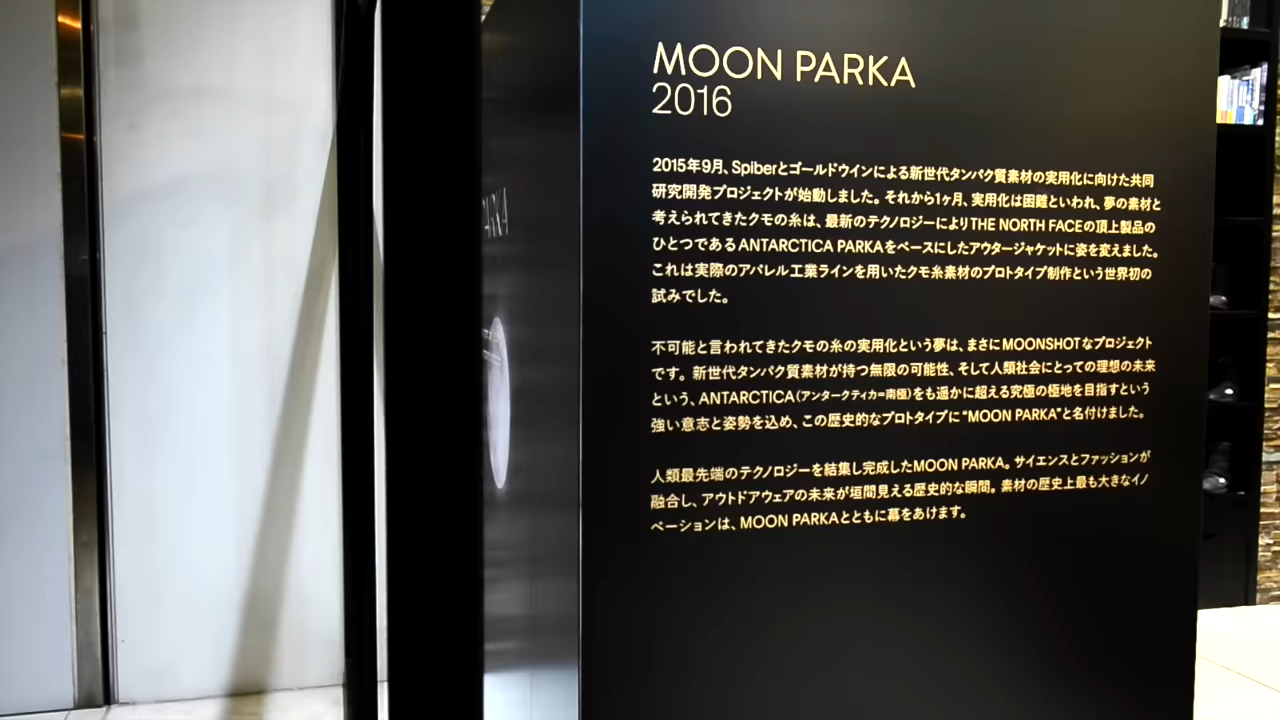 MOON PARKA
2016
2015年9月、Spiberとゴールドウインによる新世代タンパク質素材の実用化に向けた共同
研究開発プロジェクトが始動しました。それから1ヶ月、実用化は困難といわれ、夢の素材と
考えられてきたクモの糸は、最新のテクノロジーによりTHE NORTH FACEの頂上製品の
ひとつであるANTARCTICA PARKAをベースにしたアウタージャケットに姿を変えました。
これは実際のアパレル工業ラインを用いたクモ糸素材のプロトタイプ制作という世界初の
試みでした。
不可能と言われてきたクモの糸の実用化という夢は、まさにMOONSHOTなプロジェクト
です。新世代タンパク質素材が持つ無限の可能性、そして人類社会にとっての理想の未来
という、ANTARCTICA(アンタークティカ=南極)をも遥かに超える究極の極地を目指すという
強い意志と姿勢を込め、この歴史的なプロトタイプに“MOON PARKA”と名付けました。
人類最先端のテクノロジーを結集し完成したMOON PARKA。サイエンスとファッションが
融合し、アウトドアウェアの未来が垣間見える歴史的な瞬間。素材の歴史上最も大きなイノ
ベーションは、MOON PARKAとともに幕をあけます。